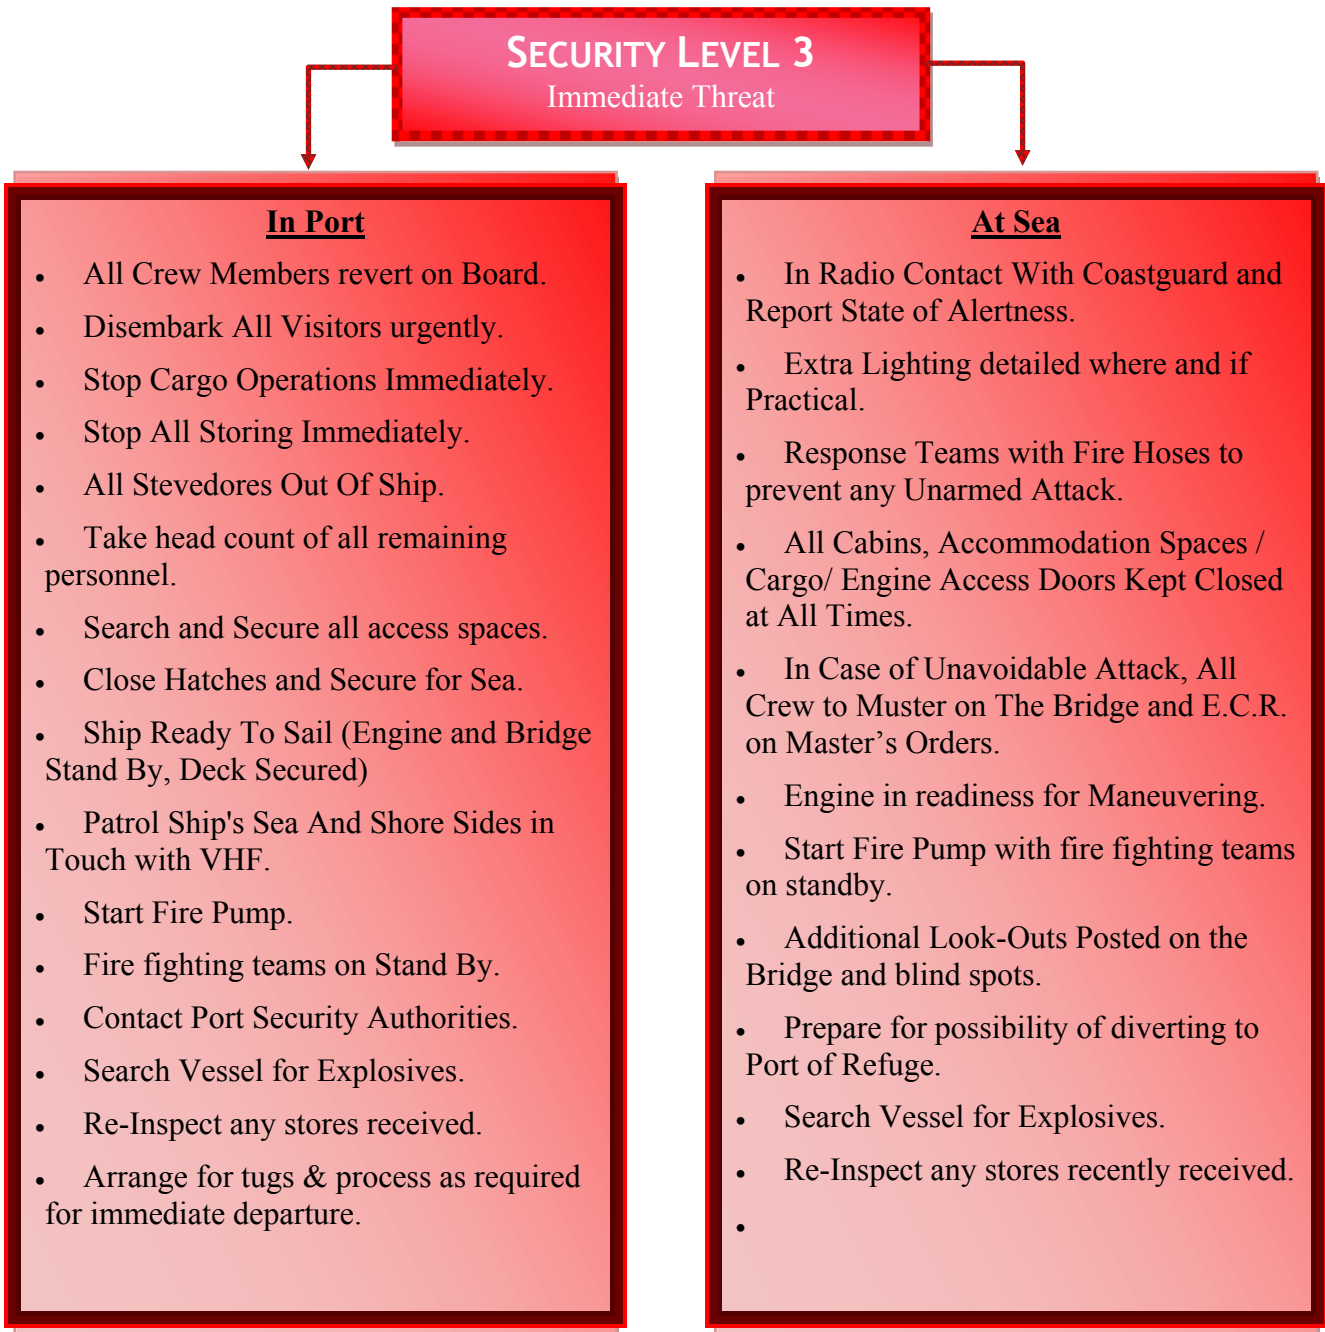 SECURITY LEVEL 3
Immediate Threat
In Port
• All Crew Members revert on Board.
• Disembark All Visitors urgently.
• Stop Cargo Operations Immediately.
• Stop All Storing Immediately.
• All Stevedores Out Of Ship.
• Take head count of all remaining
personnel.
• Search and Secure all access spaces.
• Close Hatches and Secure for Sea.
• Ship Ready To Sail (Engine and Bridge
Stand By, Deck Secured)
• Patrol Ship's Sea And Shore Sides in
Touch with VHF.
• Start Fire Pump.
• Fire fighting teams on Stand By.
• Contact Port Security Authorities.
• Search Vessel for Explosives.
• Re-Inspect any stores received.
• Arrange for tugs & process as required
for immediate departure.
At Sea
• In Radio Contact With Coastguard and
Report State of Alertness.
• Extra Lighting detailed where and if
Practical.
• Response Teams with Fire Hoses to
prevent any Unarmed Attack.
• All Cabins, Accommodation Spaces /
Cargo/ Engine Access Doors Kept Closed
at All Times.
• In Case of Unavoidable Attack, All
Crew to Muster on The Bridge and E.C.R.
on Master’s Orders.
• Engine in readiness for Maneuvering.
• Start Fire Pump with fire fighting teams
on standby.
• Additional Look-Outs Posted on the
Bridge and blind spots.
• Prepare for possibility of diverting to
Port of Refuge.
• Search Vessel for Explosives.
• Re-Inspect any stores recently received.
•